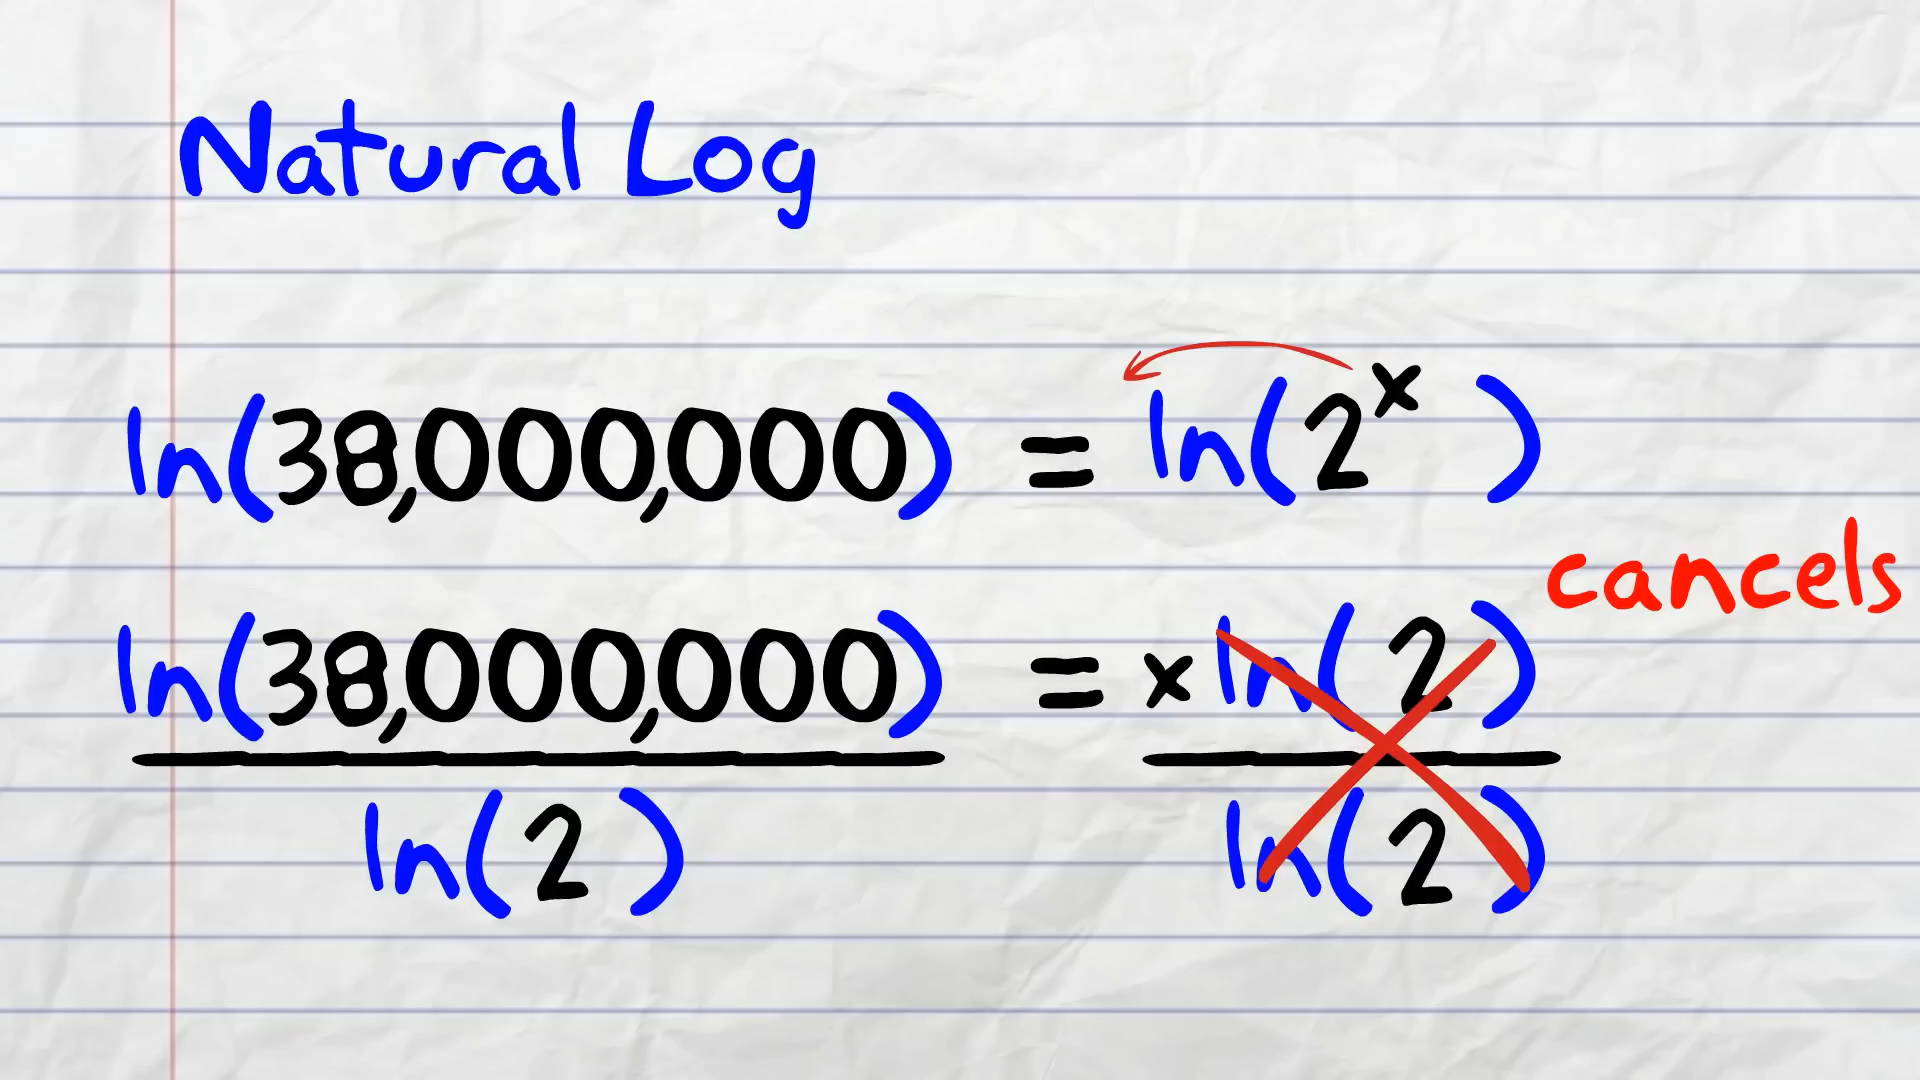 Natural Log
ln(38,000,000) = ln(2^x)
cancels
ln(38,000,000) = x ln(2)
ln(2) ln(2)